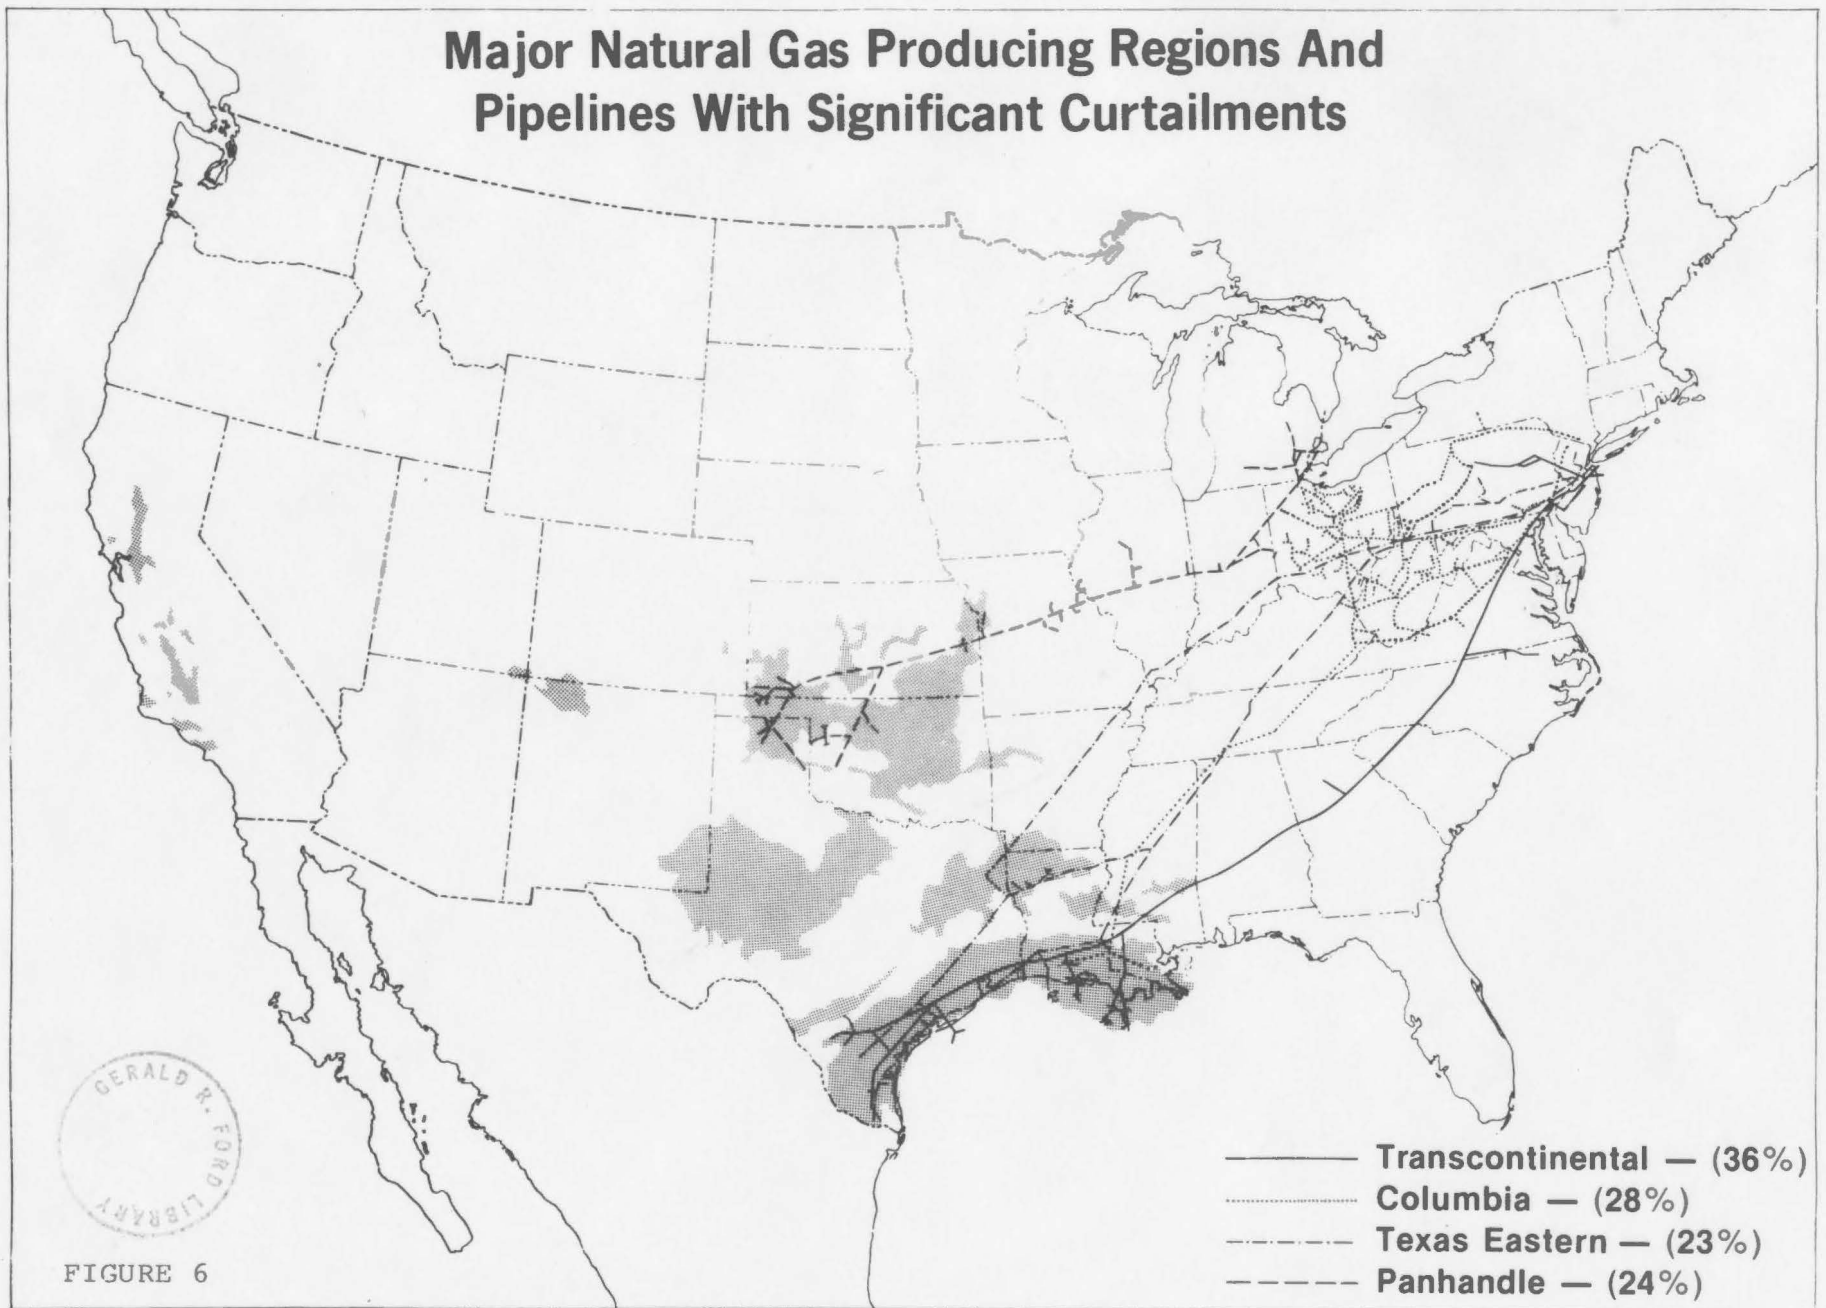 Major Natural Gas Producing Regions And
Pipelines With Significant Curtailments
GERALD R. FORD LIBRARY
Transcontinental — (36%)
Columbia — (28%)
Texas Eastern — (23%)
Panhandle — (24%)
FIGURE 6